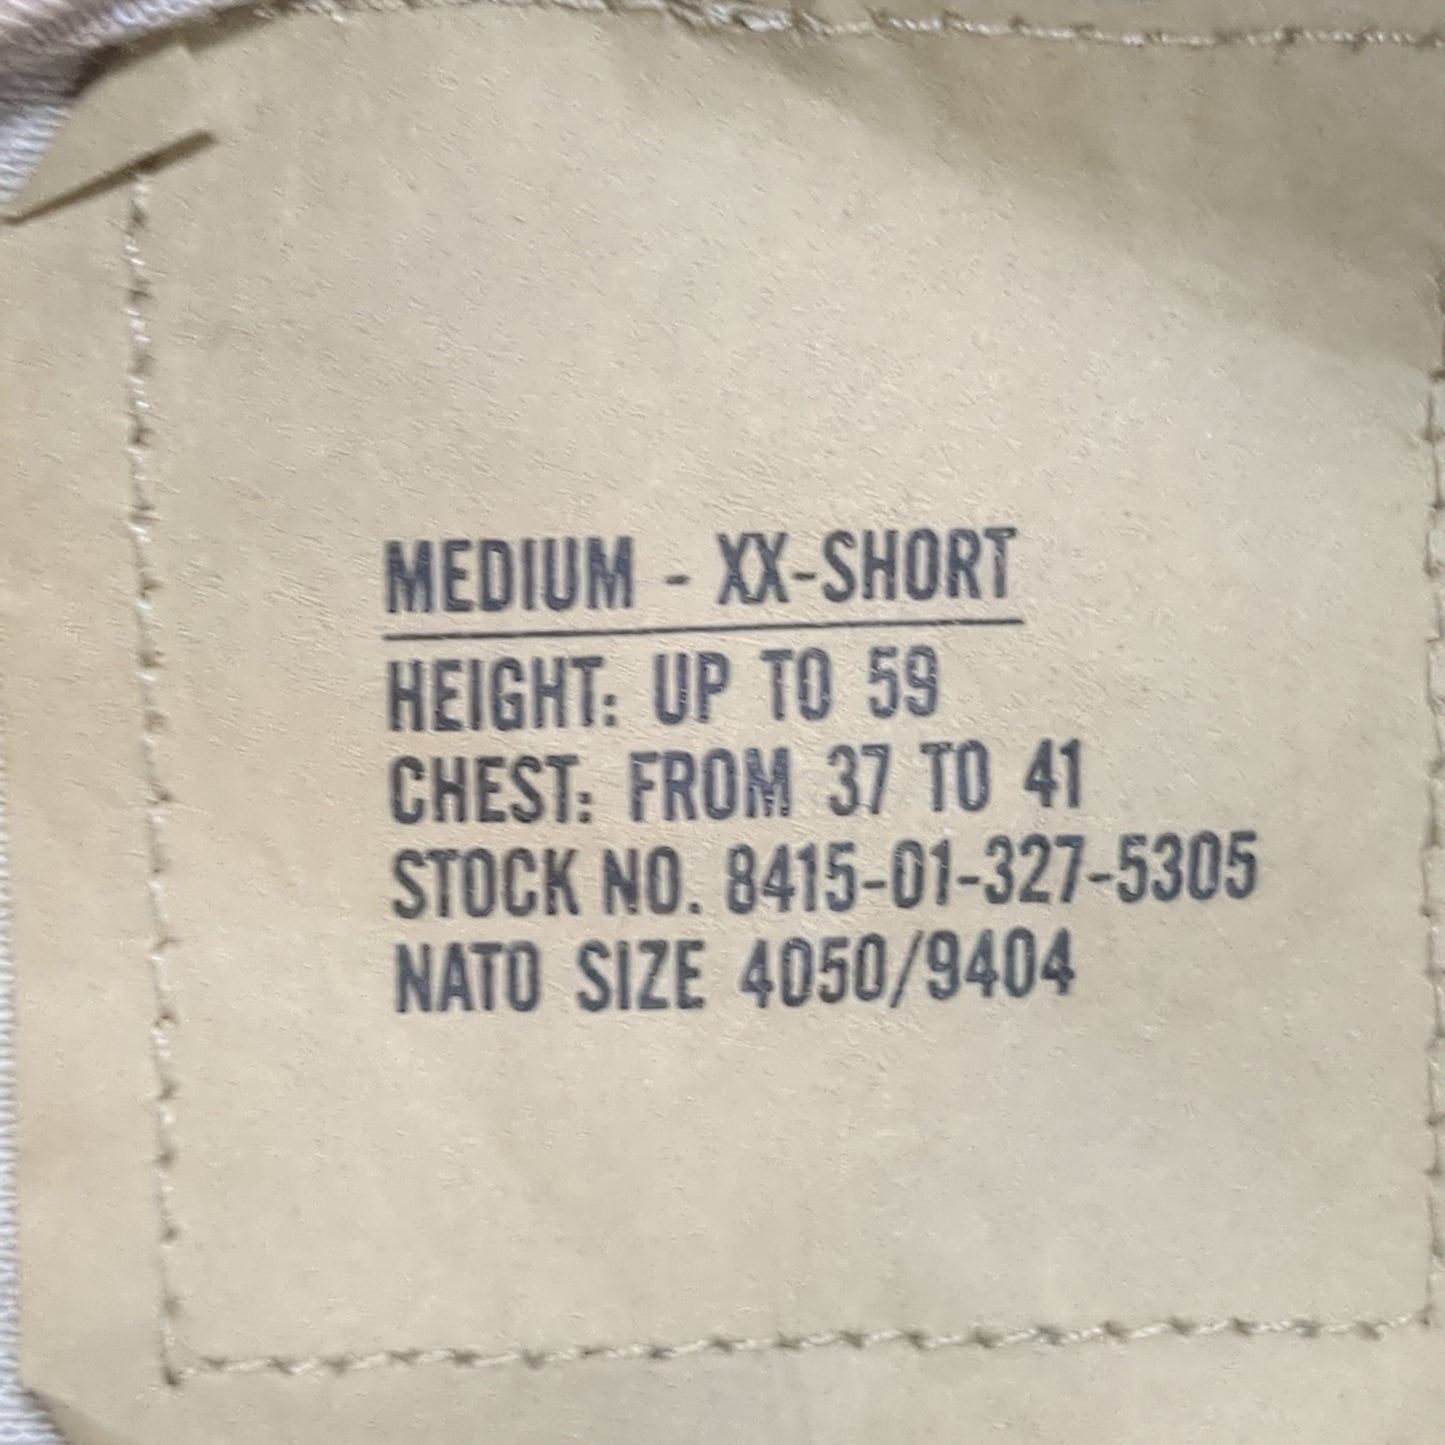 MEDIUM - XX-SHORT
HEIGHT: UP TO 59
CHEST: FROM 37 TO 41
STOCK NO. 8415-01-327-5305
NATO SIZE 4050/9404